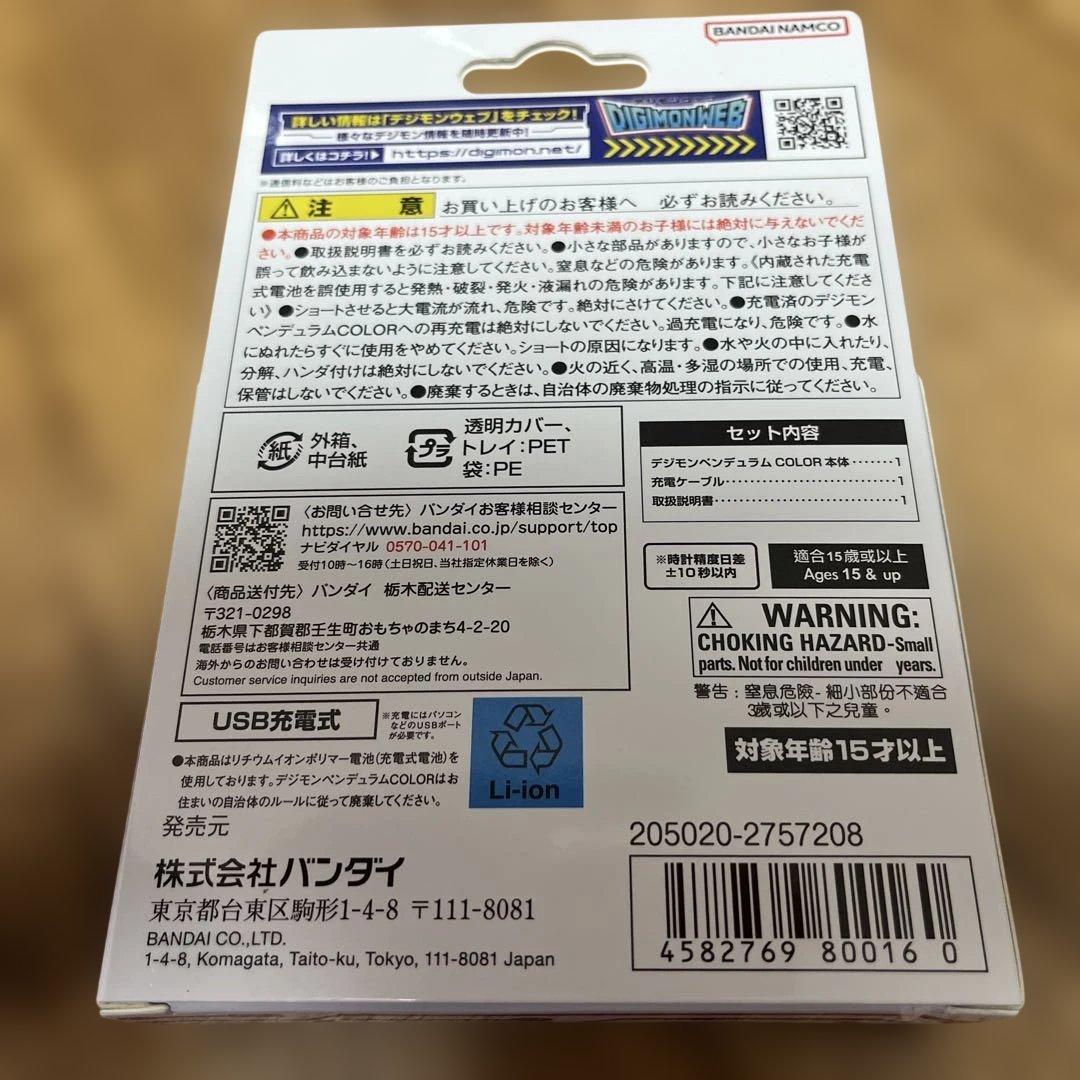 BANDAI NAMCO
詳しい情報は「デジモンウェブ」をチェック!
様々なデジモン情報を随時更新中!
詳しくはコチラ! https://digimon.net/
デジモンウェブ
DIGIMONWEB
※通信料などはお客様のご負担となります。
注意 お買い上げのお客様へ 必ずお読みください。
●本商品の対象年齢は15才以上です。対象年齢未満のお子様には絶対に与えないでくだ
さい。●取扱説明書を必ずお読みください。●小さな部品がありますので、小さなお子様が
誤って飲み込まないように注意してください。窒息などの危険があります。《内蔵された充電
式電池を誤使用すると発熱・破裂・発火・液漏れの危険があります。下記に注意してくださ
い》●ショートさせると大電流が流れ、危険です。絶対にさけてください。●充電済のデジモン
ペンデュラムCOLORへの再充電は絶対にしないでください。過充電になり、危険です。●水
にぬれたらすぐに使用をやめてください。ショートの原因になります。●水や火の中に入れたり、
分解、ハンダ付けは絶対にしないでください。●火の近く、高温・多湿の場所での使用、充電、
保管はしないでください。●廃棄するときは、自治体の廃棄物処理の指示に従ってください。
紙 外箱、
中台紙
プラ 透明カバー、
トレイ:PET
袋:PE
セット内容
デジモンペンデュラム COLOR 本体・・・・・・・1
充電ケーブル・・・・・・・・・・・・・・・・・・・・・・・・・1
取扱説明書・・・・・・・・・・・・・・・・・・・・・・・・・・・1
〈お問い合せ先〉バンダイお客様相談センター
https://www.bandai.co.jp/support/top
ナビダイヤル 0570-041-101
受付10時～16時(土日祝日、当社指定休業日を除く)
〈商品送付先〉バンダイ 栃木配送センター
〒321-0298
栃木県下都賀郡壬生町おもちゃのまち4-2-20
電話番号はお客様相談センター共通
海外からのお問い合わせは受け付けておりません。
Customer service inquiries are not accepted from outside Japan.
※時計精度日差
±10秒以内
適合15歲或以上
Ages 15 & up
WARNING:
CHOKING HAZARD-Small
parts. Not for children under years.
警告:窒息危險-細小部份不適合
3歲或以下之兒童。
対象年齢15才以上
USB充電式
※充電にはパソコン
などのUSBポート
が必要です。
●本商品はリチウムイオンポリマー電池(充電式電池)を
使用しております。デジモンペンデュラムCOLORはお
住まいの自治体のルールに従って廃棄してください。
Li-ion
発売元
株式会社バンダイ
東京都台東区駒形1-4-8 〒111-8081
BANDAI CO.,LTD.
1-4-8, Komagata, Taito-ku, Tokyo, 111-8081 Japan
205020-2757208
4582769 80016 0